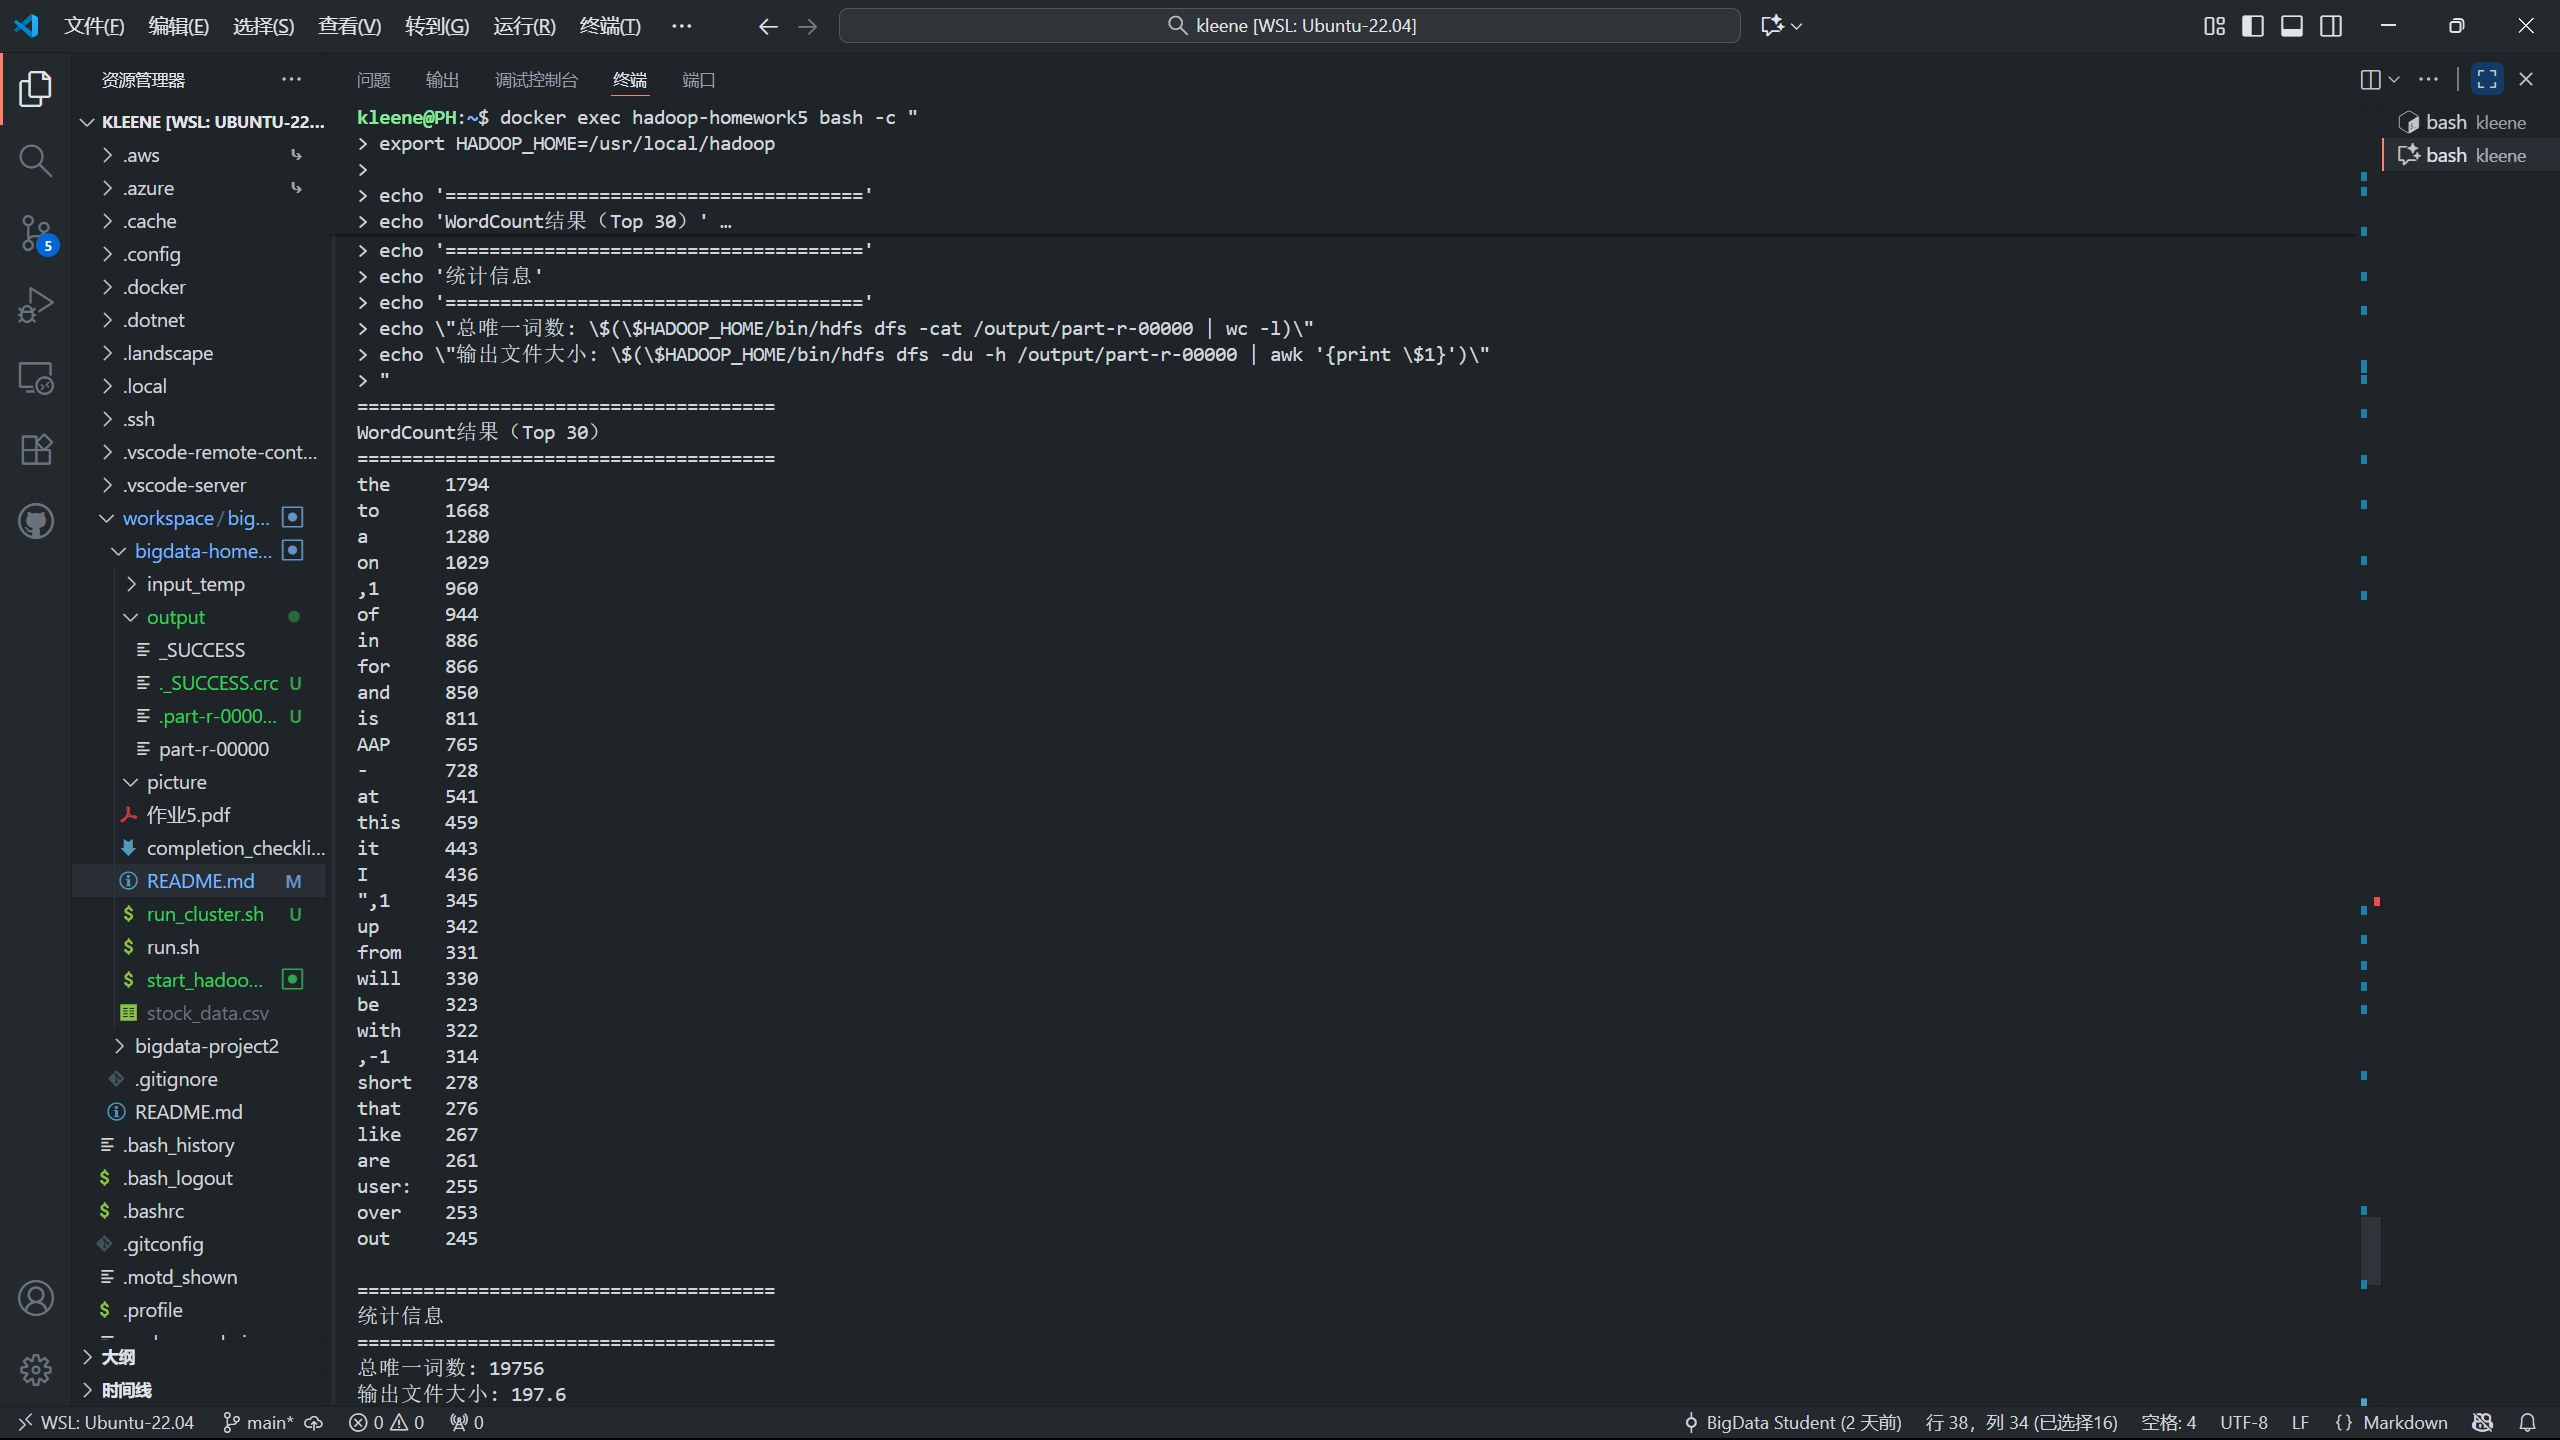 文件(F) 编辑(E) 选择(S) 查看(V) 转到(G) 运行(R) 终端(T) ···
kleene [WSL: Ubuntu-22.04]
资源管理器 ···
KLEENE [WSL: UBUNTU-22...
.aws
.azure
.cache
5
.config
.docker
.dotnet
.landscape
.local
.ssh
.vscode-remote-cont...
.vscode-server
workspace/big...
bigdata-home...
input_temp
output
_SUCCESS
._SUCCESS.crc U
.part-r-0000... U
part-r-00000
picture
作业5.pdf
completion_checkli...
README.md M
run_cluster.sh U
run.sh
start_hadoo...
stock_data.csv
bigdata-project2
.gitignore
README.md
.bash_history
.bash_logout
.bashrc
.gitconfig
.motd_shown
.profile
大纲
时间线
问题 输出 调试控制台 终端 端口
kleene@PH:~$ docker exec hadoop-homework5 bash -c "
> export HADOOP_HOME=/usr/local/hadoop
>
> echo '======================================'
> echo 'WordCount结果（Top 30）' …
> echo '======================================'
> echo '统计信息'
> echo '======================================'
> echo \"总唯一词数: \$(\$HADOOP_HOME/bin/hdfs dfs -cat /output/part-r-00000 | wc -l)\"
> echo \"输出文件大小: \$(\$HADOOP_HOME/bin/hdfs dfs -du -h /output/part-r-00000 | awk '{print \$1}')\"
> "
======================================
WordCount结果（Top 30）
======================================
the 1794
to 1668
a 1280
on 1029
,1 960
of 944
in 886
for 866
and 850
is 811
AAP 765
- 728
at 541
this 459
it 443
I 436
",1 345
up 342
from 331
will 330
be 323
with 322
,-1 314
short 278
that 276
like 267
are 261
user: 255
over 253
out 245
======================================
统计信息
======================================
总唯一词数: 19756
输出文件大小: 197.6
bash kleene
bash kleene
WSL: Ubuntu-22.04 main* 0 0 0
BigData Student (2 天前) 行 38，列 34 (已选择16) 空格: 4 UTF-8 LF {} Markdown